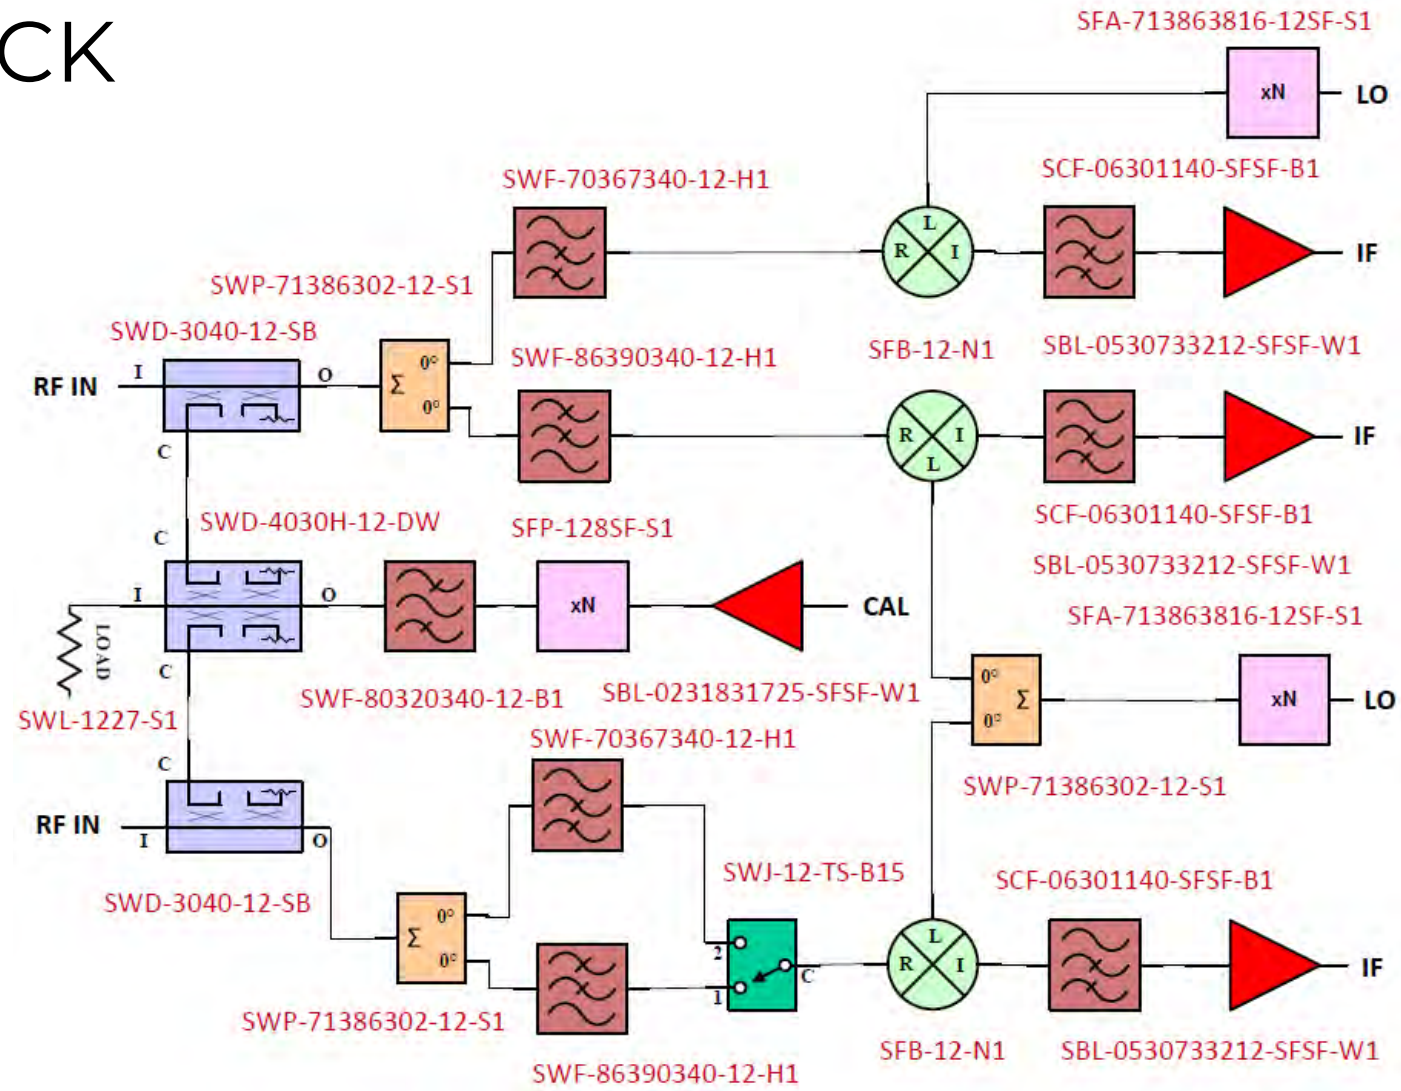 CK
SFA-713863816-12SF-S1
xN
LO
SCF-06301140-SFSF-B1
SWF-70367340-12-H1
L
R
I
IF
SWP-71386302-12-S1
SWD-3040-12-SB
SWF-86390340-12-H1
SFB-12-N1
SBL-0530733212-SFSF-W1
RF IN
I
O
Σ
0°
0°
C
R
I
L
IF
SWD-4030H-12-DW
SFP-128SF-S1
SCF-06301140-SFSF-B1
C
SBL-0530733212-SFSF-W1
I
O
xN
CAL
LOAD
SFA-713863816-12SF-S1
C
SWF-80320340-12-B1
SBL-0231831725-SFSF-W1
0°
0°
Σ
xN
LO
SWL-1227-S1
SWF-70367340-12-H1
C
SWP-71386302-12-S1
RF IN
I
O
SWJ-12-TS-B15
SCF-06301140-SFSF-B1
SWD-3040-12-SB
Σ
0°
0°
2
1
C
L
R
I
IF
SWP-71386302-12-S1
SFB-12-N1
SBL-0530733212-SFSF-W1
SWF-86390340-12-H1